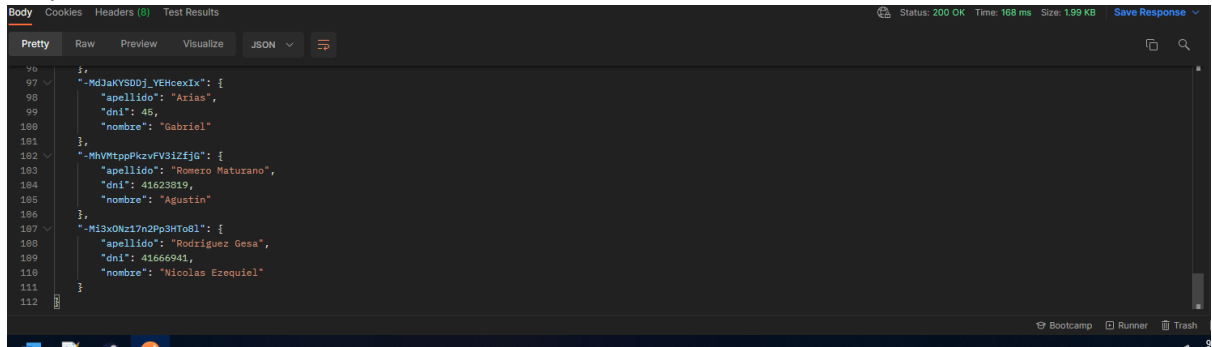 Body Cookies Headers (8) Test Results Status: 200 OK Time: 168 ms Size: 1.99 KB Save Response
Pretty Raw Preview Visualize JSON
96 },
97 "-MdJaKYSDDj_YEHcexIx": {
98 "apellido": "Arias",
99 "dni": 45,
100 "nombre": "Gabriel"
101 },
102 "-MhVMtppPkzvFV3iZfjG": {
103 "apellido": "Romero Maturano",
104 "dni": 41623819,
105 "nombre": "Agustin"
106 },
107 "-Mi3xONz17n2Pp3HTo8l": {
108 "apellido": "Rodriguez Gesa",
109 "dni": 41666941,
110 "nombre": "Nicolas Ezequiel"
111 }
112 }
Bootcamp Runner Trash